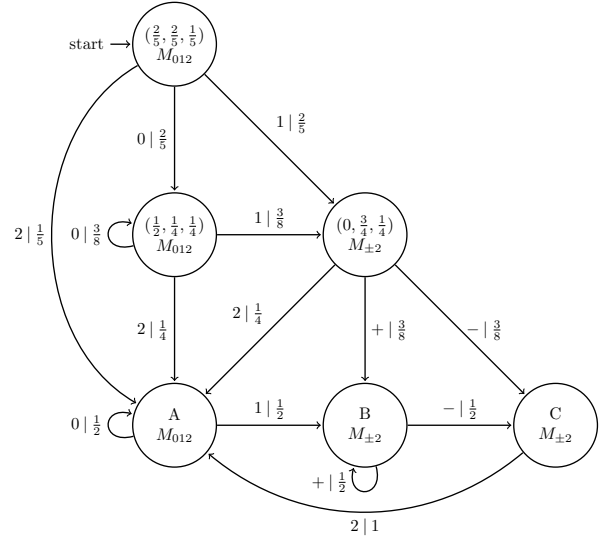 start
(2/5, 2/5, 1/5)
M₀₁₂
1 | 2/5
0 | 2/5
2 | 1/5
0 | 3/8
(1/2, 1/4, 1/4)
M₀₁₂
1 | 3/8
(0, 3/4, 1/4)
M±₂
2 | 1/4
2 | 1/4
+ | 3/8
− | 3/8
0 | 1/2
A
M₀₁₂
1 | 1/2
B
M±₂
− | 1/2
C
M±₂
+ | 1/2
2 | 1